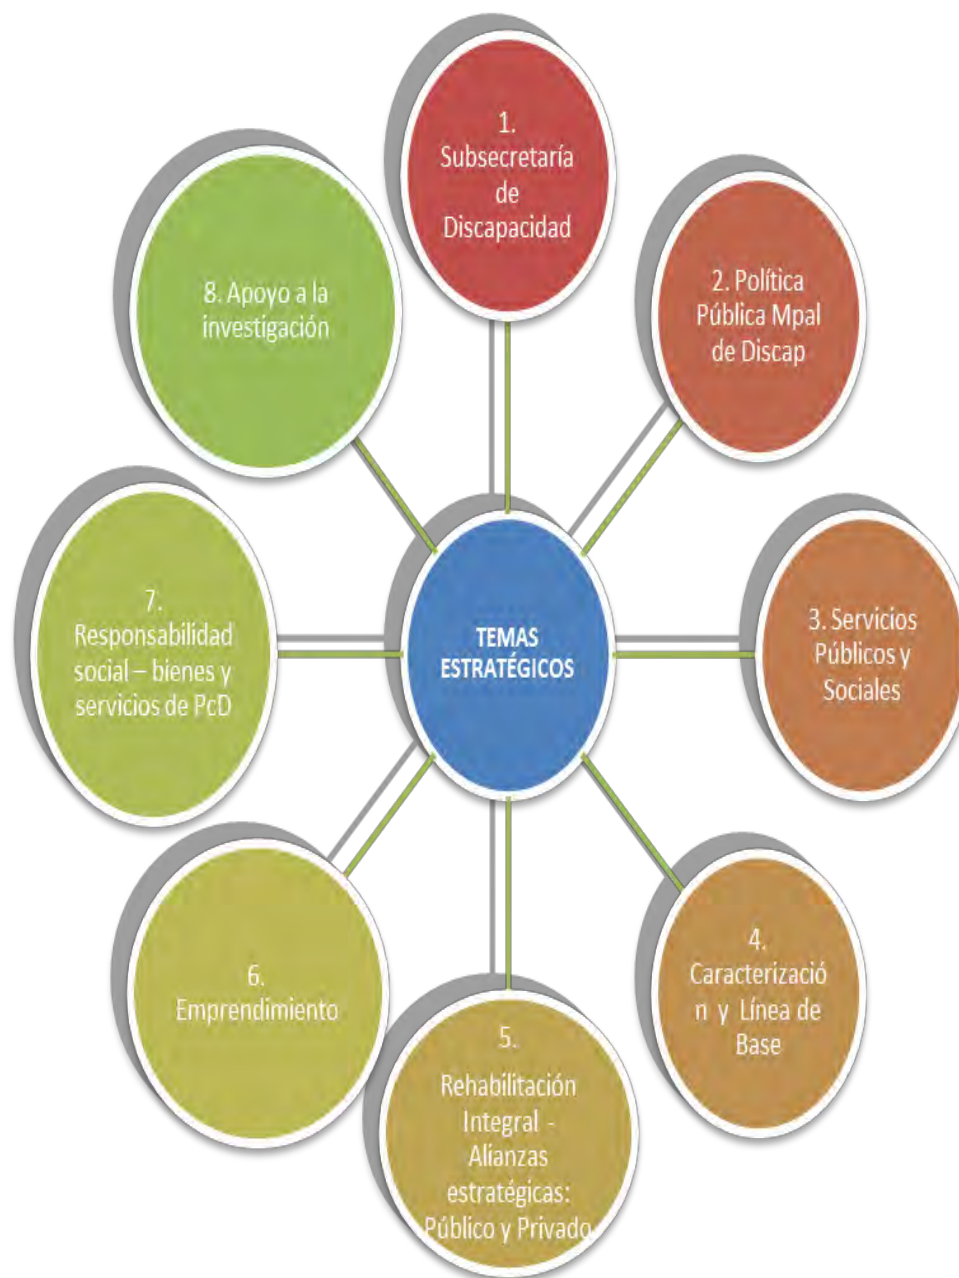 1.
Subsecretaría
de
Discapacidad
2. Política
Pública Mpal
de Discap
3. Servicios
Públicos y
Sociales
4.
Caracterizació
n y Línea de
Base
5.
Rehabilitación
Integral -
Alianzas
estratégicas:
Público y Privado
6.
Emprendimiento
7.
Responsabilidad
social – bienes y
servicios de PcD
8. Apoyo a la
investigación
TEMAS
ESTRATÉGICOS